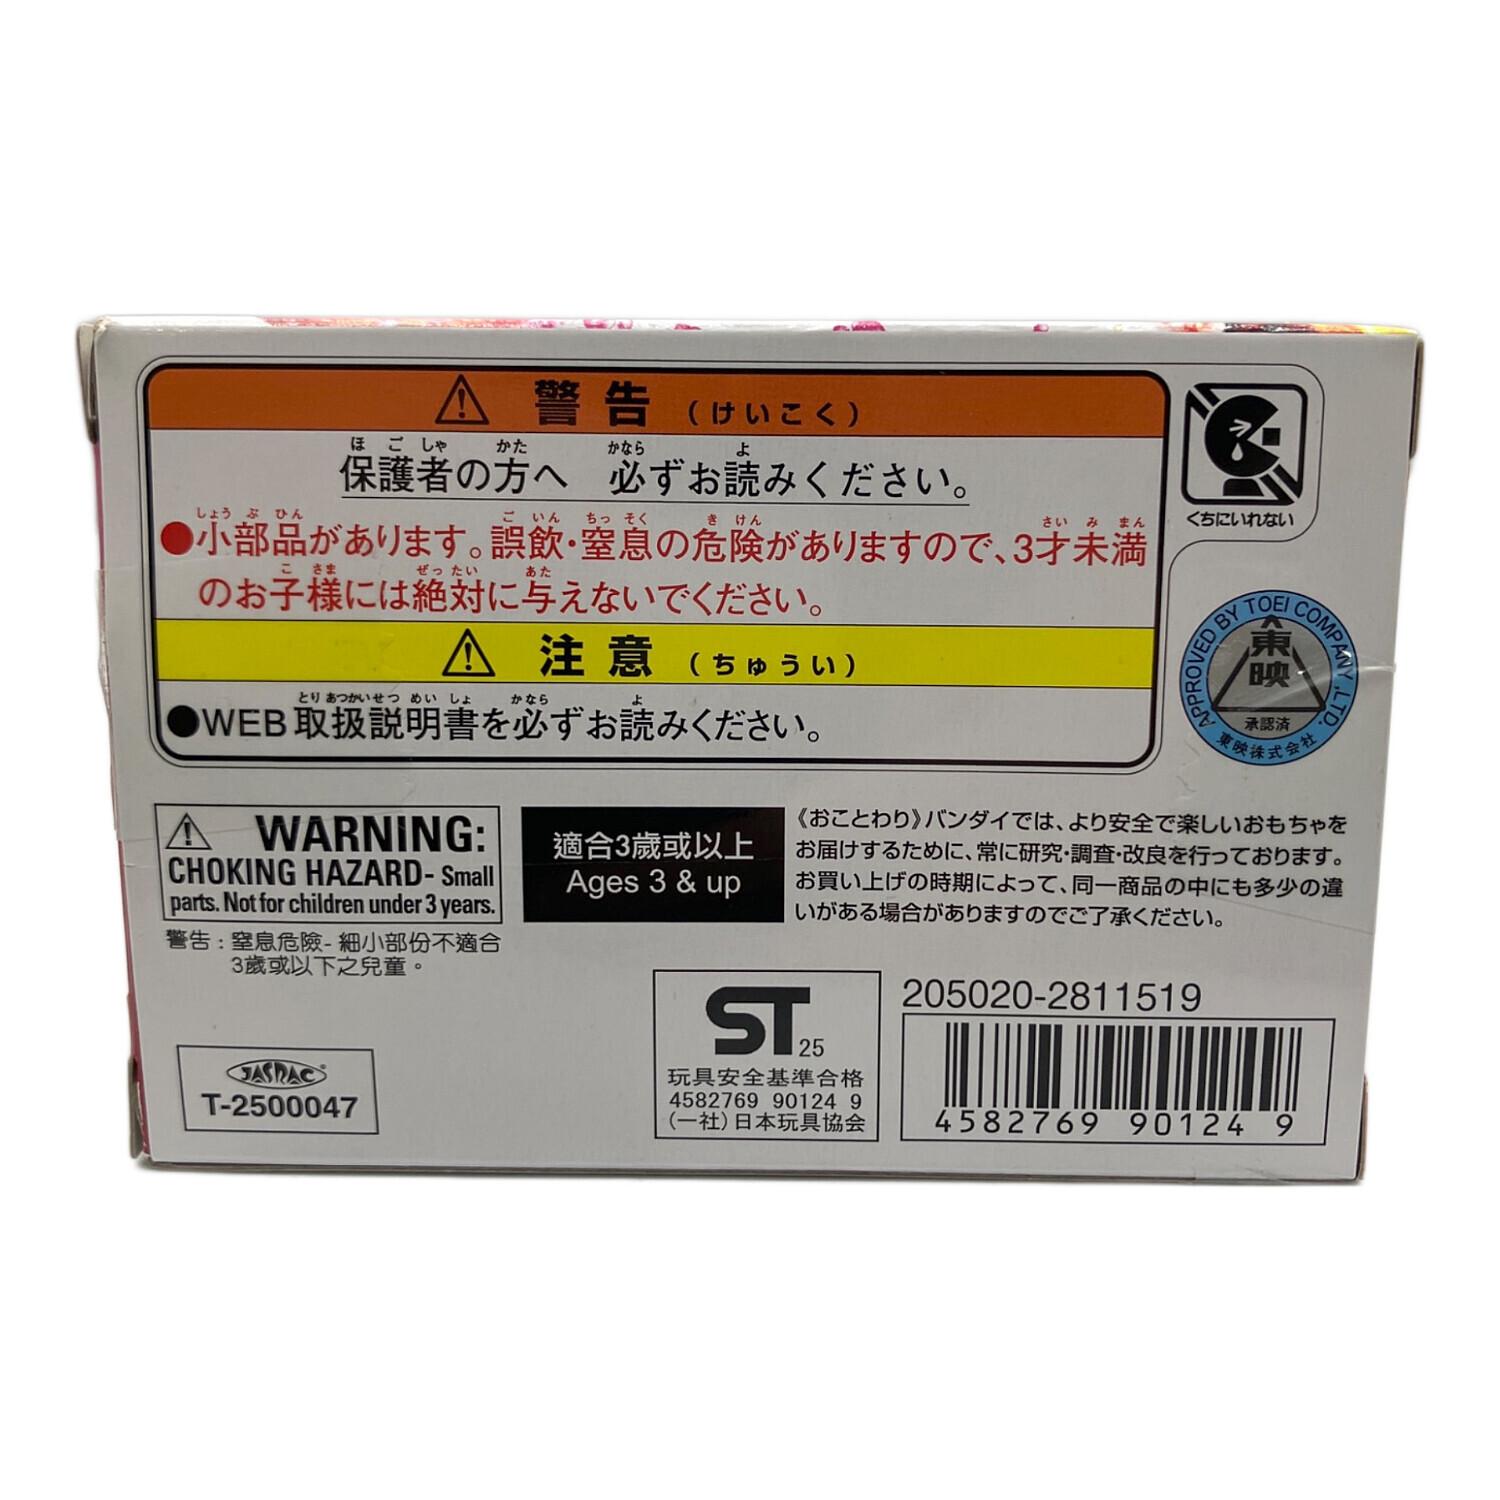 警告 (けいこく)
保護者の方へ 必ずお読みください。
ほごしゃ かた かなら よ
●小部品があります。誤飲・窒息の危険がありますので、3才未満
しょうぶひん ごいん ちっそく きけん さい みまん
のお子様には絶対に与えないでください。
こさま ぜったい あた
注意 (ちゅうい)
●WEB取扱説明書を必ずお読みください。
とりあつかいせつめいしょ かなら よ
くちにいれない
APPROVED BY TOEI COMPANY, LTD.
東映
承認済
東映株式会社
WARNING:
CHOKING HAZARD- Small
parts. Not for children under 3 years.
警告:窒息危險-細小部份不適合
3歲或以下之兒童。
適合3歲或以上
Ages 3 & up
《おことわり》バンダイでは、より安全で楽しいおもちゃを
お届けするために、常に研究・調査・改良を行っております。
お買い上げの時期によって、同一商品の中にも多少の違
いがある場合がありますのでご了承ください。
JASRAC®
T-2500047
ST 25
玩具安全基準合格
4582769 90124 9
(一社)日本玩具協会
205020-2811519
4582769 90124 9